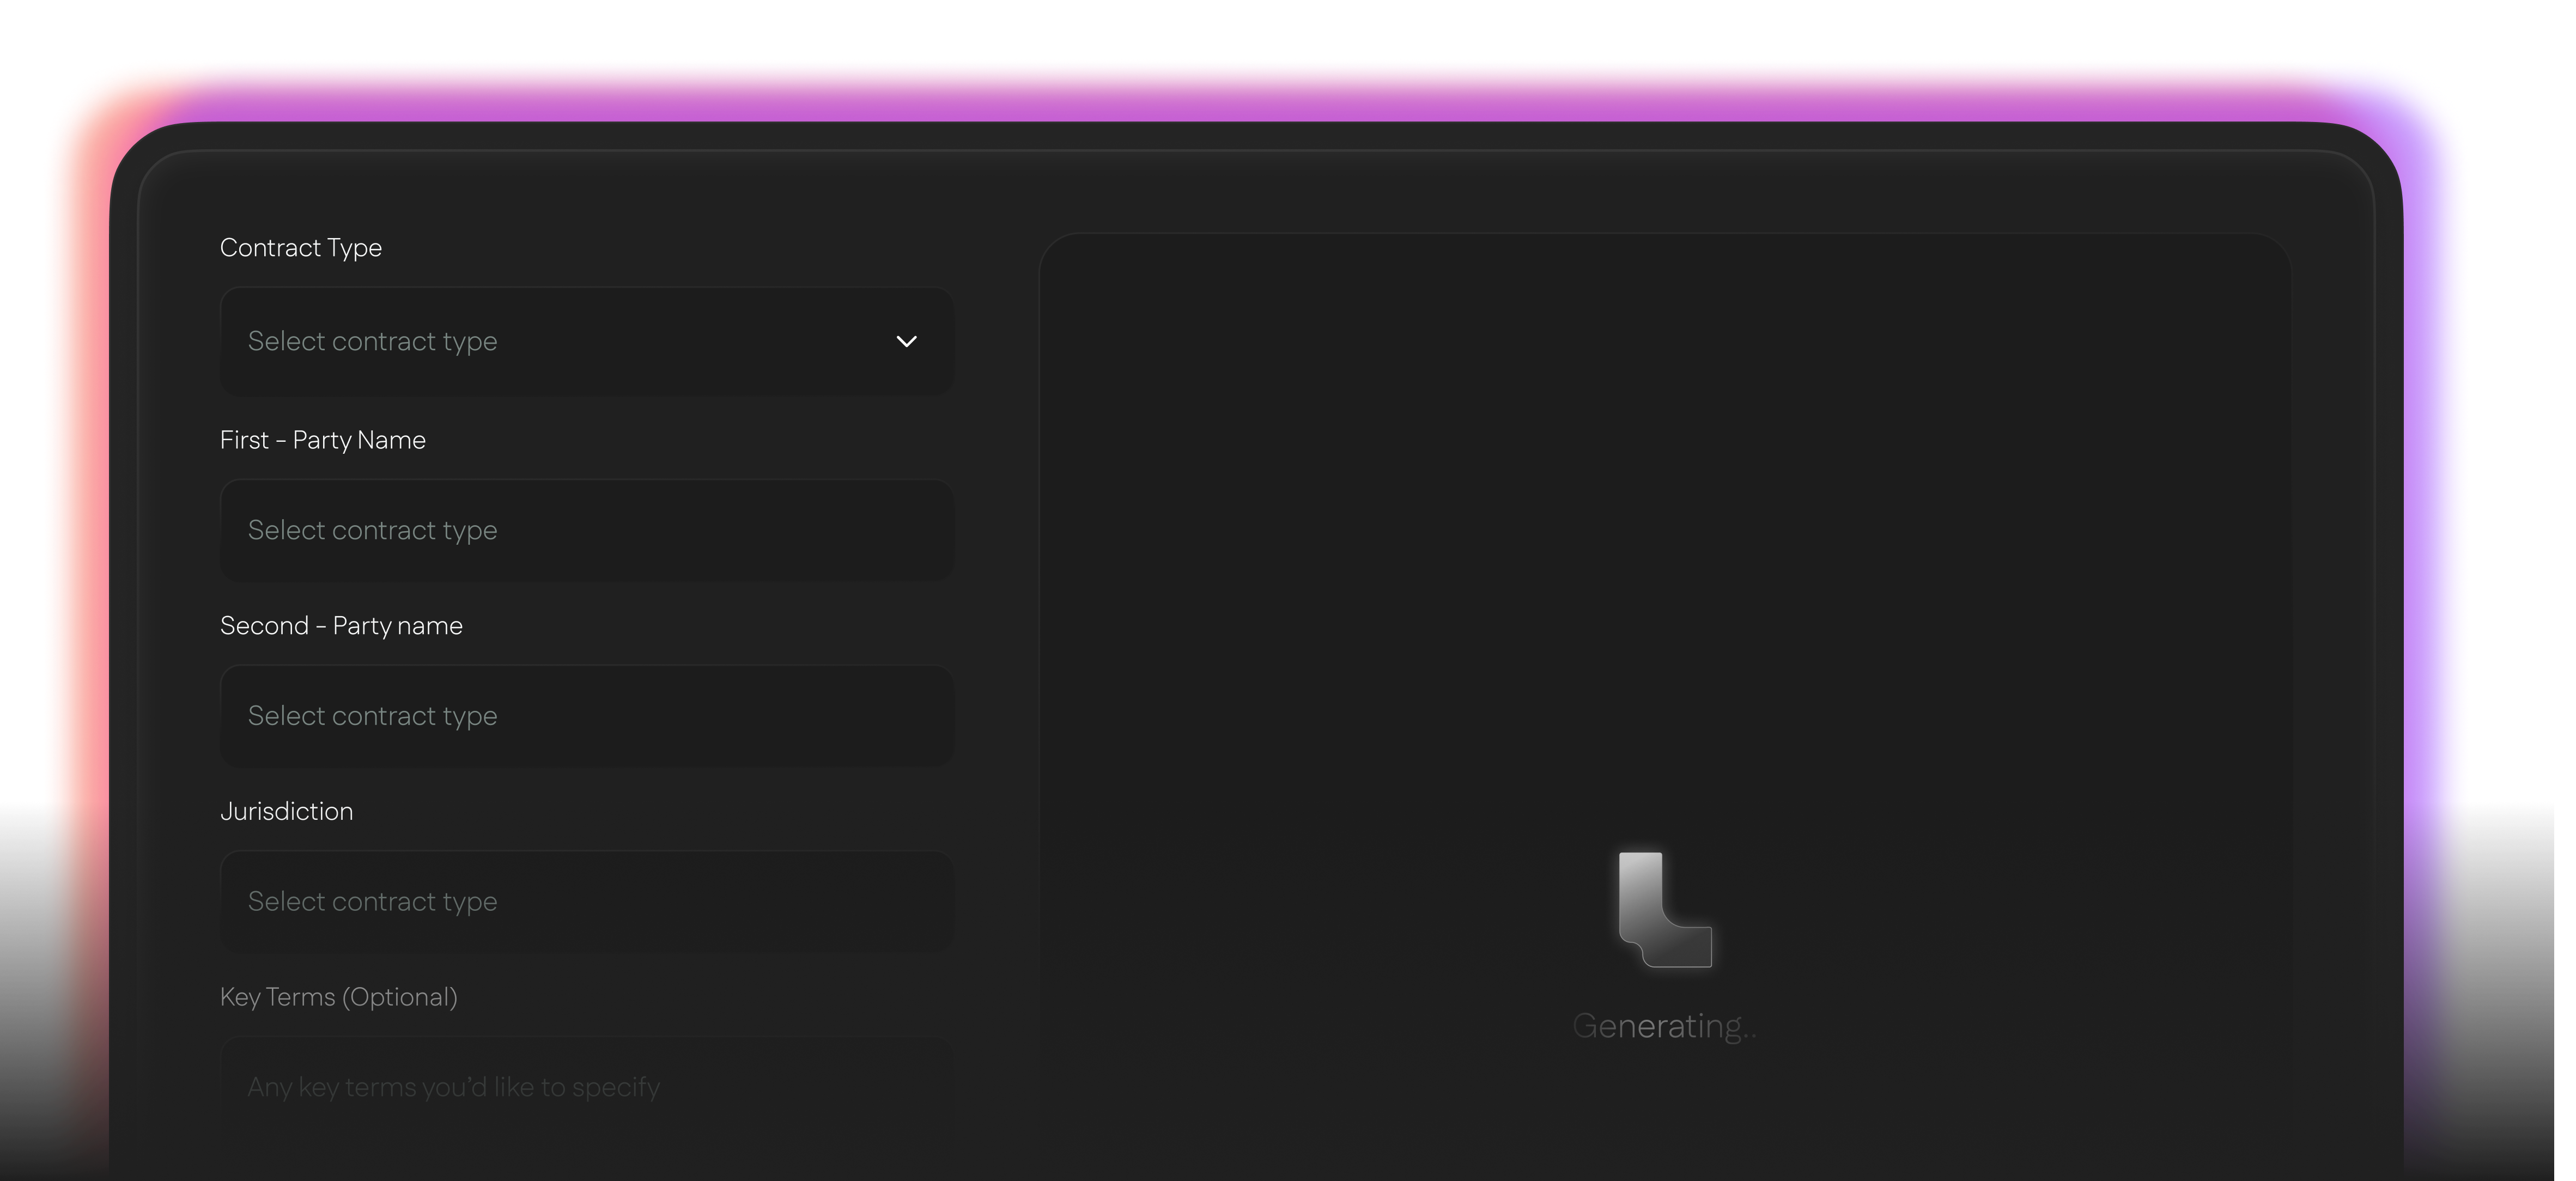 Contract Type
Select contract type
First - Party Name
Select contract type
Second - Party name
Select contract type
Jurisdiction
Select contract type
Key Terms (Optional)
Any key terms you’d like to specify
Generating..